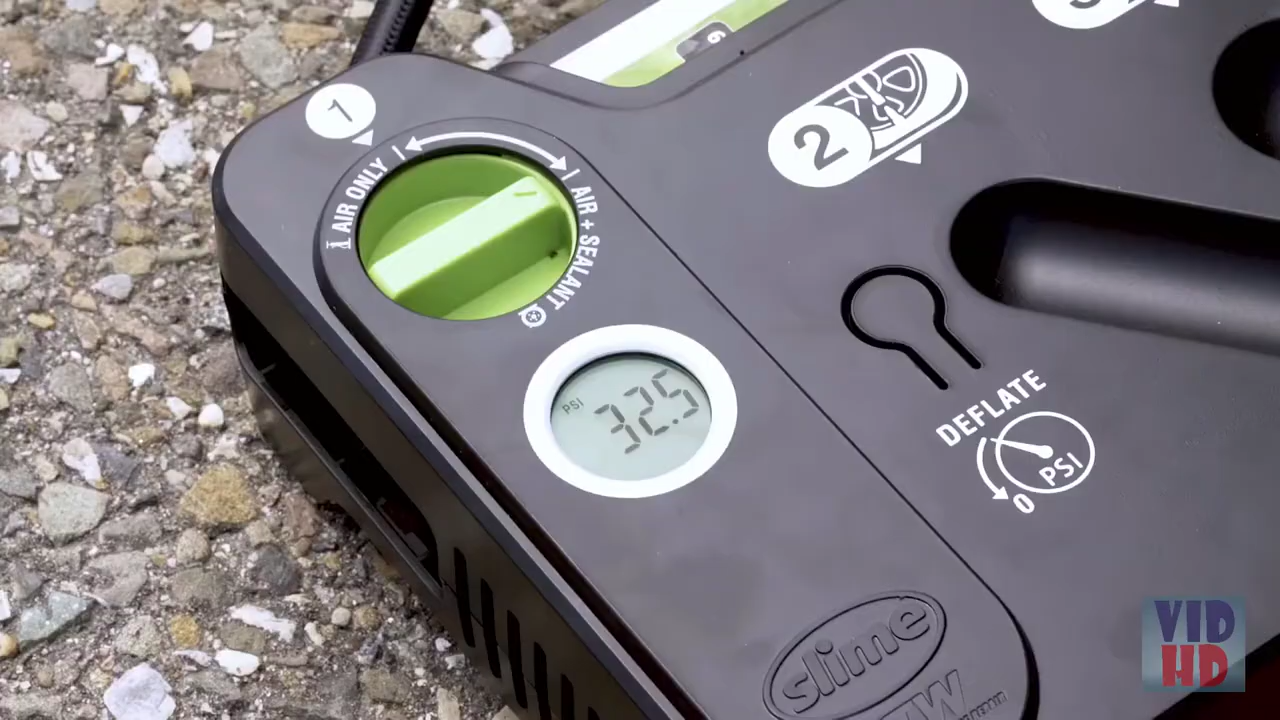 1
AIR ONLY
AIR + SEALANT
2
PSI 32.5
DEFLATE
PSI
0
slime
VID
HD